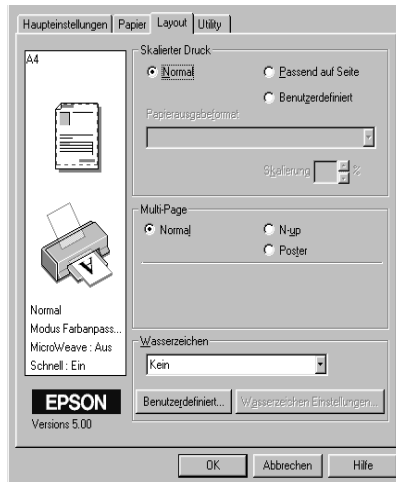 Haupteinstellungen Papier Layout Utility
A4
Normal
Modus Farbanpass...
MicroWeave : Aus
Schnell : Ein
EPSON
Versions 5.00
Skalierter Druck
Normal
Passend auf Seite
Benutzerdefiniert
Papierausgabeformat
Skalierung %
Multi-Page
Normal
N-up
Poster
Wasserzeichen
Kein
Benutzerdefiniert... Wasserzeichen Einstellungen...
OK Abbrechen Hilfe